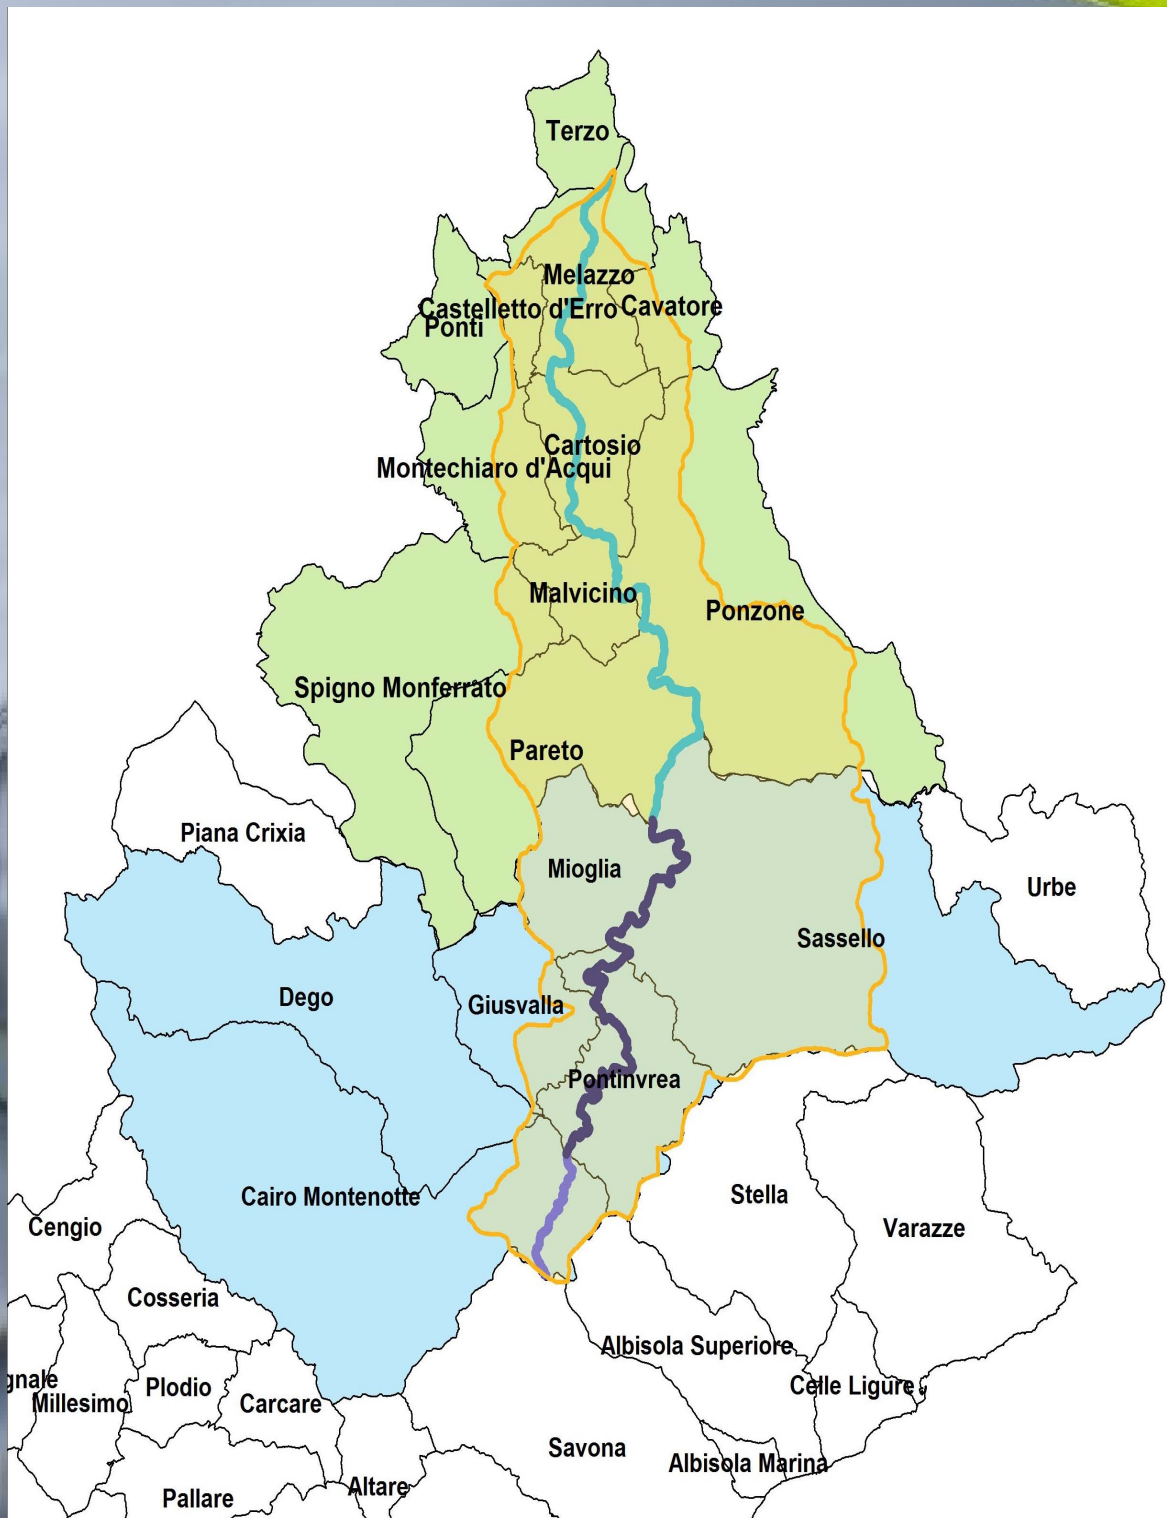 Terzo
Melazzo
Castelletto d'Erro
Cavatore
Ponti
Cartosio
Montechiaro d'Acqui
Malvicino
Ponzone
Spigno Monferrato
Pareto
Piana Crixia
Mioglia
Urbe
Sassello
Dego
Giusvalla
Pontinvrea
Cairo Montenotte
Stella
Cengio
Varazze
Cosseria
Albisola Superiore
gnale
Plodio
Celle Ligure
Millesimo
Carcare
Savona
Albisola Marina
Altare
Pallare